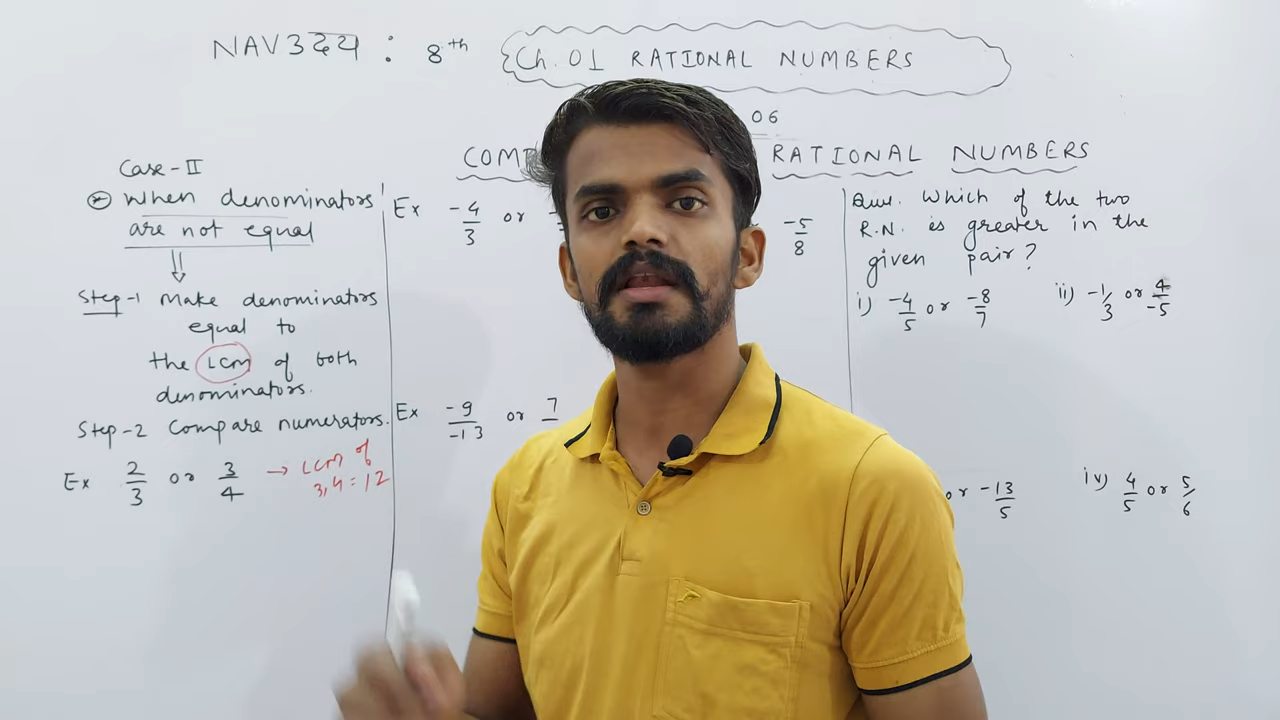 NAV3तेश : 8th Ch. 01 RATIONAL NUMBERS
06
RATIONAL NUMBERS
Case-II
When denominators
are not equal
Step-1 Make denominators
equal to
the LCM of both
denominators.
Step-2 Compare numerators.
Ex 2/3 or 3/4 → LCM of
3,4 = 12
Ex -4/3 or
-5/8
Ex -9/-13 or 7
Ques. Which of the two
R.N. is greater in the
given pair?
i) -4/5 or -8/7 ii) -1/3 or 4/-5
or -13/5 iv) 4/5 or 5/6